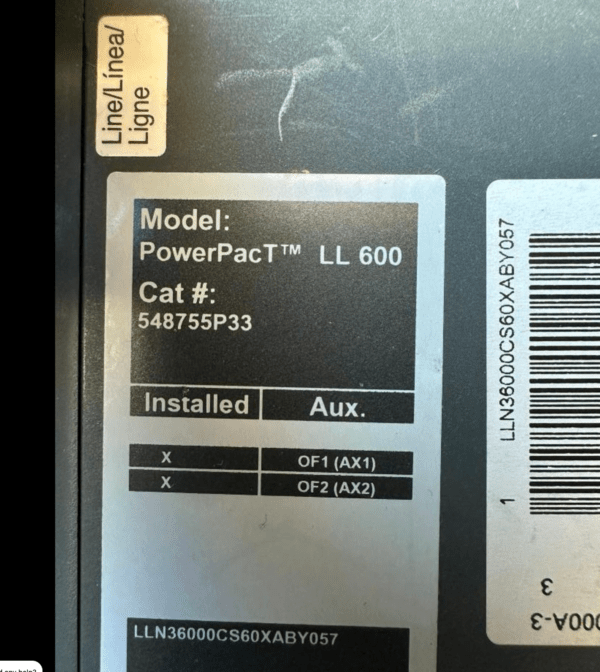 Line/Línea/
Ligne
Model:
PowerPacT™ LL 600
Cat #:
548755P33
Installed Aux.
X OF1 (AX1)
X OF2 (AX2)
LLN36000CS60XABY057
1 LLN36000CS60XABY057
3
000A-3